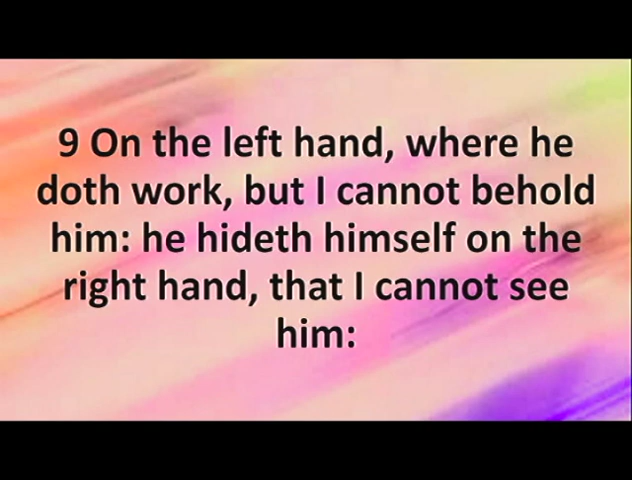 9 On the left hand, where he
doth work, but I cannot behold
him: he hideth himself on the
right hand, that I cannot see
him: